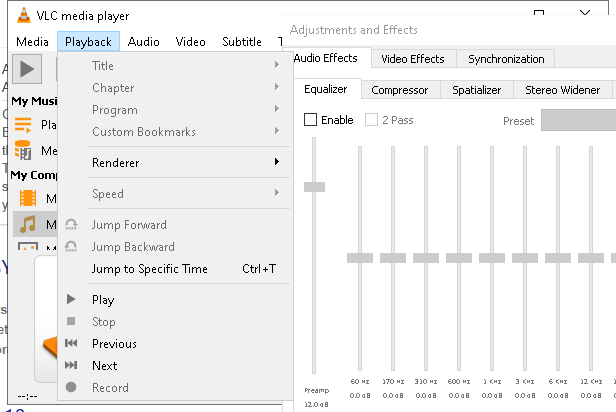 VLC media player
Media Playback Audio Video Subtitle T
Title
Chapter
Program
Custom Bookmarks
Renderer
Speed
Jump Forward
Jump Backward
Jump to Specific Time Ctrl+T
Play
Stop
Previous
Next
Record
My Musi
Pla
Me
My Comp
M
M
M
--:--
Adjustments and Effects
Audio Effects Video Effects Synchronization
Equalizer Compressor Spatializer Stereo Widener
Enable 2 Pass Preset
60 Hz 170 Hz 310 Hz 600 Hz 1 KHz 3 KHz 6 KHz 12 KHz
Preamp 0.0 dB 0.0 dB 0.0 dB 0.0 dB 0.0 dB 0.0 dB 0.0 dB 0.0 dB
12.0 dB